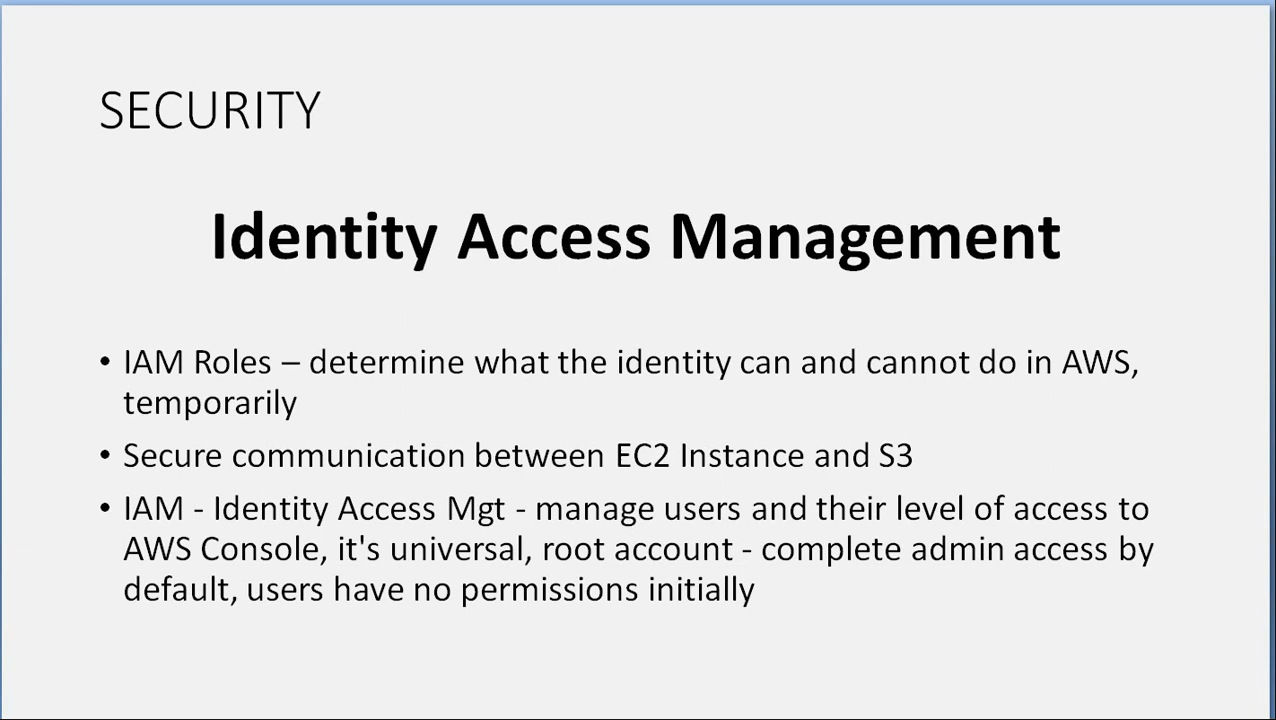 SECURITY
Identity Access Management
• IAM Roles – determine what the identity can and cannot do in AWS,
temporarily
• Secure communication between EC2 Instance and S3
• IAM - Identity Access Mgt - manage users and their level of access to
AWS Console, it's universal, root account - complete admin access by
default, users have no permissions initially